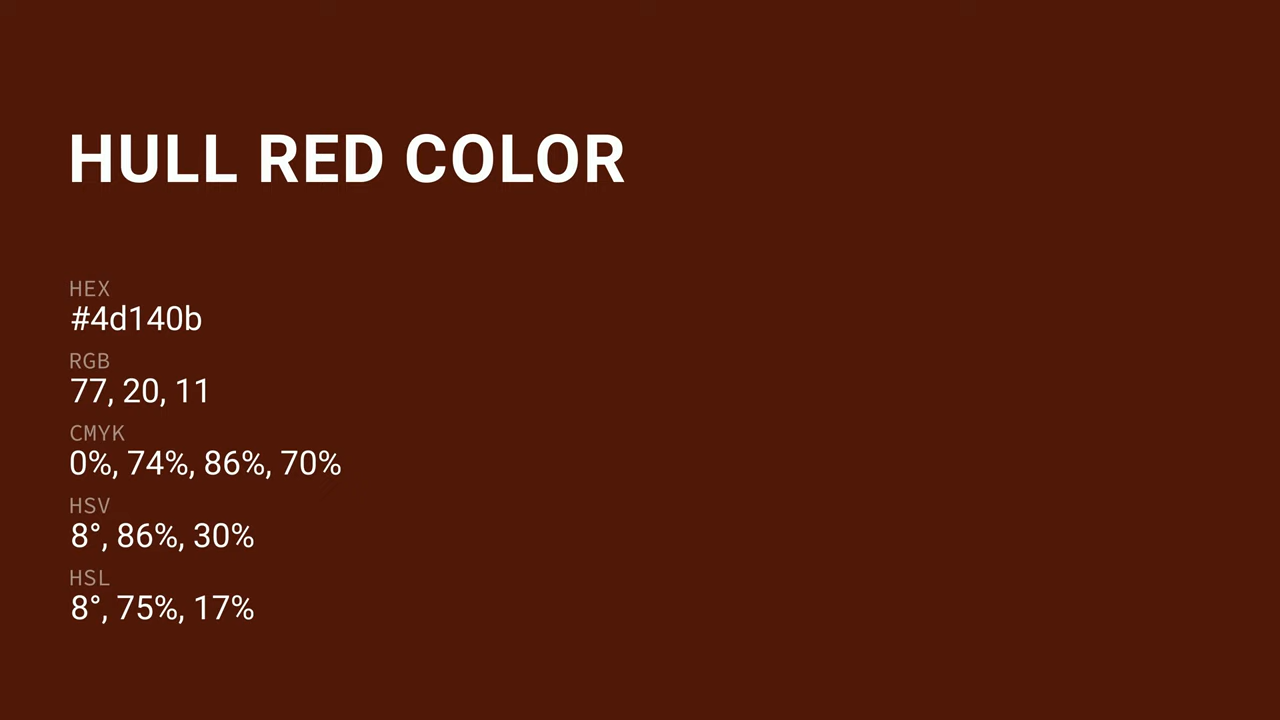 HULL RED COLOR
HEX
#4d140b
RGB
77, 20, 11
CMYK
0%, 74%, 86%, 70%
HSV
8°, 86%, 30%
HSL
8°, 75%, 17%